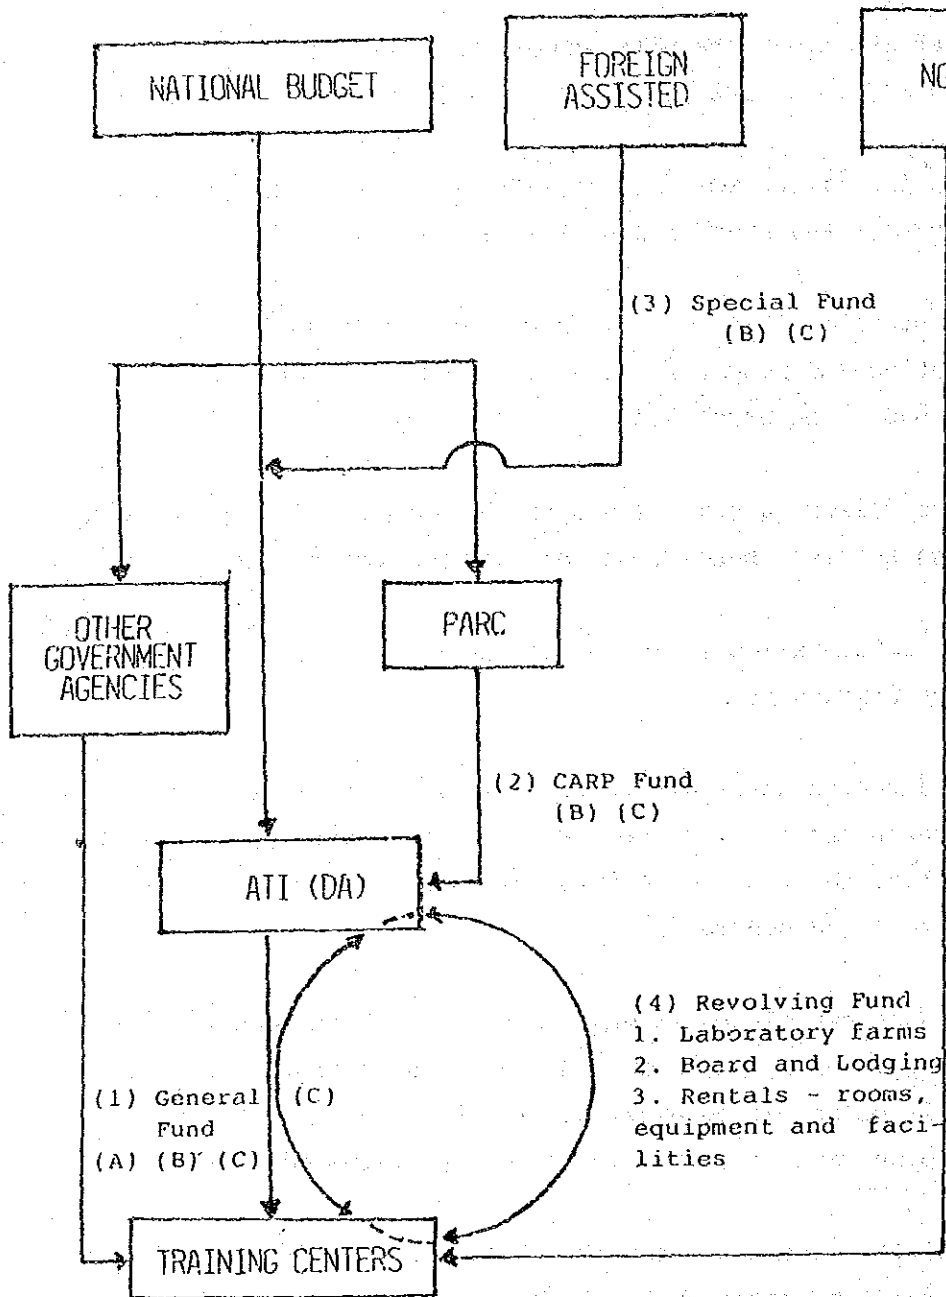 NATIONAL BUDGET
FOREIGN
ASSISTED
NO
(3) Special Fund
(B) (C)
OTHER
GOVERNMENT
AGENCIES
PARC
(2) CARP Fund
(B) (C)
ATI (DA)
(4) Revolving Fund
1. Laboratory farms
2. Board and Lodging
3. Rentals - rooms,
equipment and faci-
lities
(1) General
Fund
(A) (B) (C)
(C)
TRAINING CENTERS